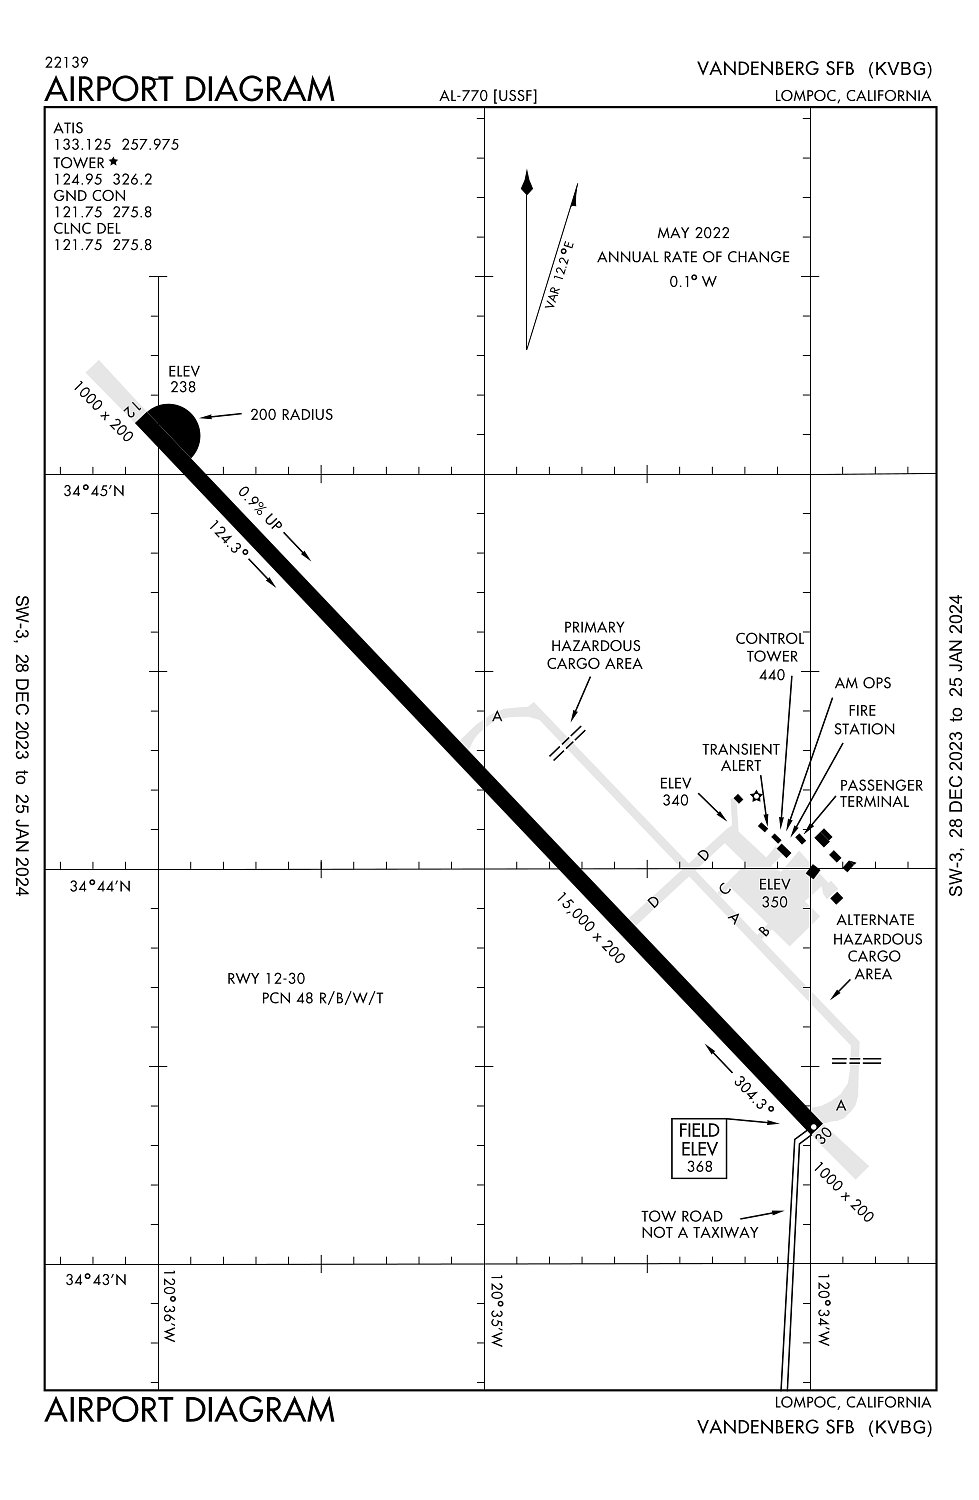 22139
AIRPORT DIAGRAM
AL-770 [USSF]
VANDENBERG SFB (KVBG)
LOMPOC, CALIFORNIA
ATIS
133.125 257.975
TOWER ★
124.95 326.2
GND CON
121.75 275.8
CLNC DEL
121.75 275.8
VAR 12.2°E
MAY 2022
ANNUAL RATE OF CHANGE
0.1° W
ELEV
238
200 RADIUS
12
1000 x 200
34°45'N
0.9% UP
124.3°
PRIMARY
HAZARDOUS
CARGO AREA
CONTROL
TOWER
440
AM OPS
FIRE
STATION
TRANSIENT
ALERT
PASSENGER
TERMINAL
ELEV
340
A
D
D
C
A
B
ELEV
350
34°44'N
15,000 x 200
ALTERNATE
HAZARDOUS
CARGO
AREA
RWY 12-30
PCN 48 R/B/W/T
304.3°
A
FIELD
ELEV
368
30
1000 x 200
TOW ROAD
NOT A TAXIWAY
34°43'N
120°36'W
120°35'W
120°34'W
SW-3, 28 DEC 2023 to 25 JAN 2024
SW-3, 28 DEC 2023 to 25 JAN 2024
AIRPORT DIAGRAM
LOMPOC, CALIFORNIA
VANDENBERG SFB (KVBG)